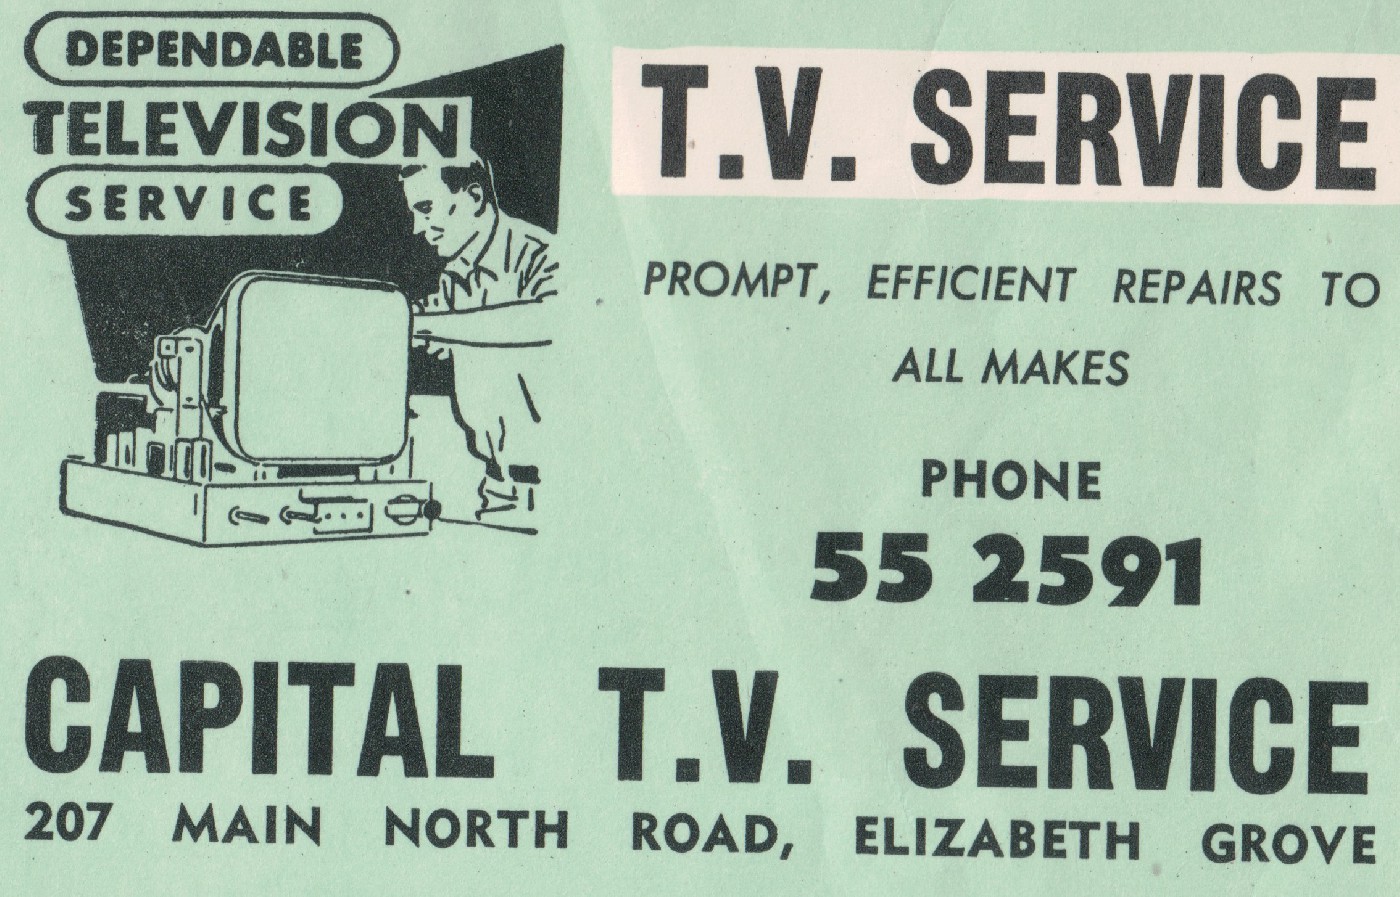 DEPENDABLE
TELEVISION
SERVICE
T.V. SERVICE
PROMPT, EFFICIENT REPAIRS TO
ALL MAKES
PHONE
55 2591
CAPITAL T.V. SERVICE
207 MAIN NORTH ROAD, ELIZABETH GROVE